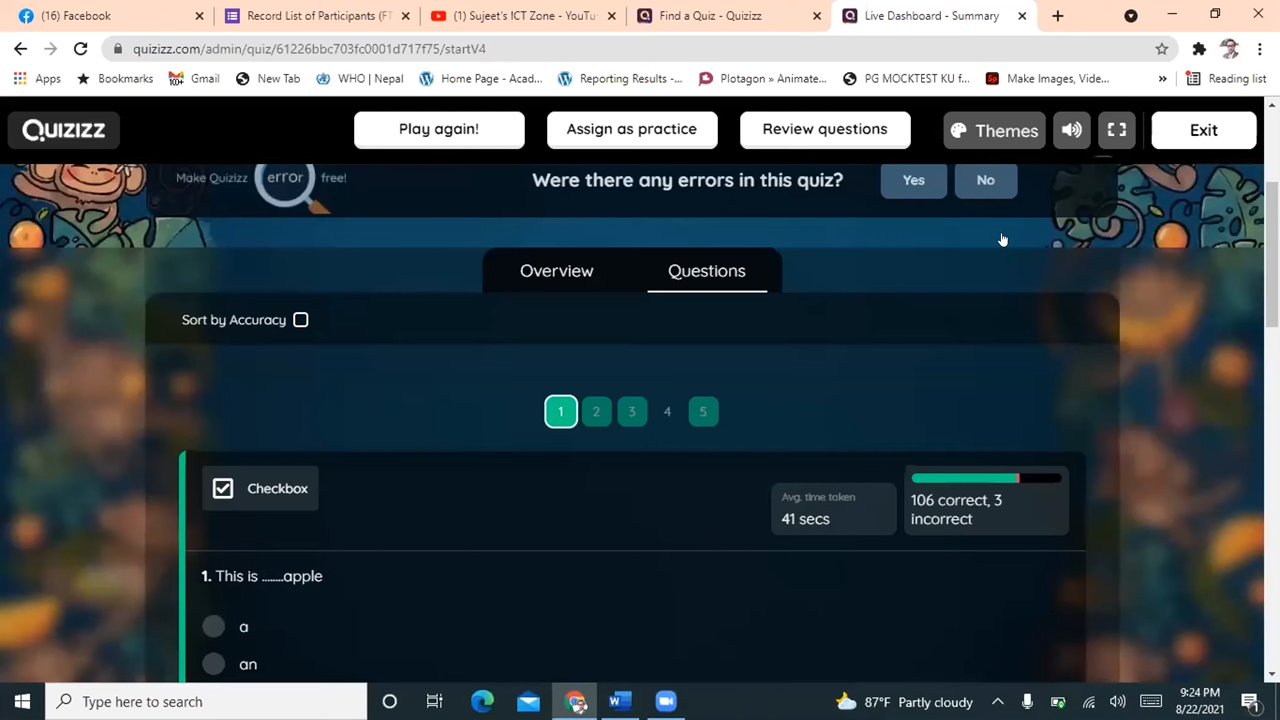 (16) Facebook
Record List of Participants (FT
(1) Sujeet's ICT Zone - YouTu
Find a Quiz - Quizizz
Live Dashboard - Summary
quizizz.com/admin/quiz/61226bbc703fc0001d717f75/startV4
Apps
Bookmarks
Gmail
New Tab
WHO | Nepal
Home Page - Acad...
Reporting Results -...
Plotagon » Animate...
PG MOCKTEST KU f...
Make Images, Vide...
»
Reading list
Quizizz
Play again!
Assign as practice
Review questions
Themes
Exit
Make Quizizz error free!
Were there any errors in this quiz?
Yes
No
Overview
Questions
Sort by Accuracy
1 2 3 4 5
Checkbox
Avg. time taken
41 secs
106 correct, 3
incorrect
1. This is ........apple
a
an
Type here to search
87°F Partly cloudy
9:24 PM
8/22/2021
1